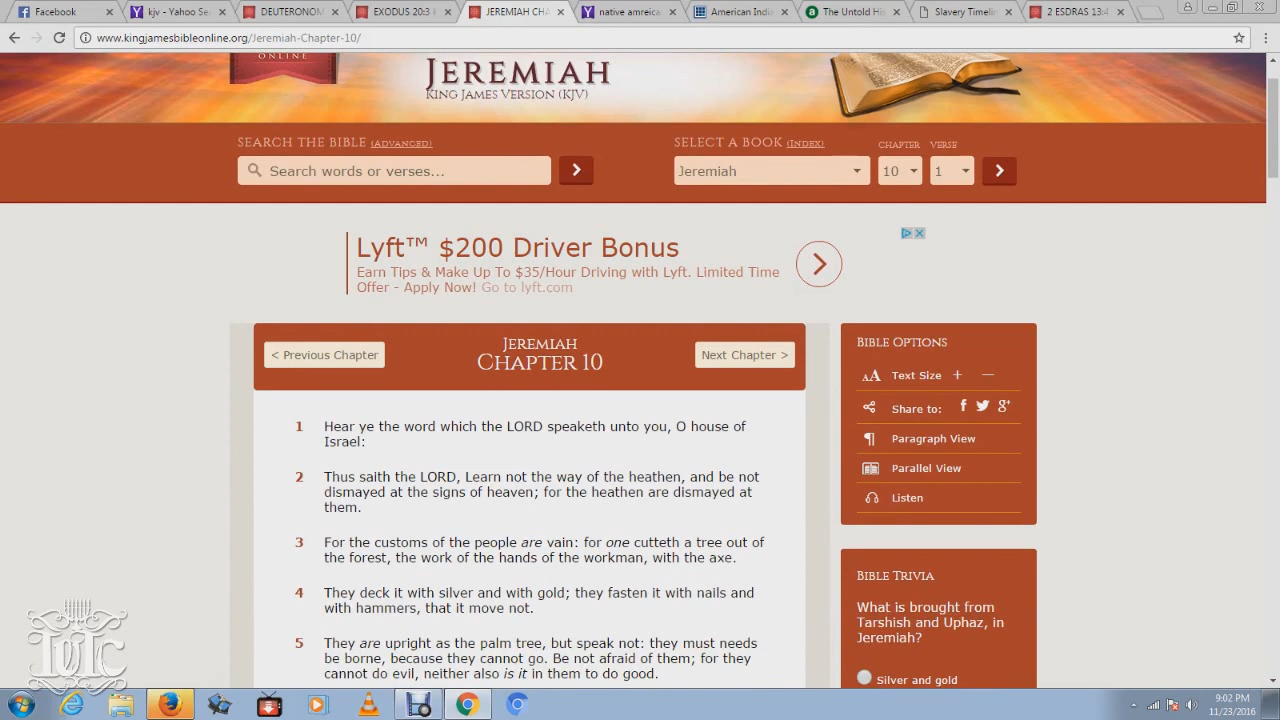 Facebook
kjv - Yahoo Se
DEUTERONOM
EXODUS 20:3 K
JEREMIAH CHA
native amreica
American Indi
The Untold His
Slavery Timelin
2 ESDRAS 13:4
www.kingjamesbibleonline.org/Jeremiah-Chapter-10/
ONLINE
JEREMIAH
KING JAMES VERSION (KJV)
SEARCH THE BIBLE (ADVANCED)
SELECT A BOOK (INDEX)
CHAPTER
VERSE
Search words or verses...
Jeremiah
10
1
Lyft™ $200 Driver Bonus
Earn Tips & Make Up To $35/Hour Driving with Lyft. Limited Time
Offer - Apply Now! Go to lyft.com
< Previous Chapter
JEREMIAH
CHAPTER 10
Next Chapter >
1 Hear ye the word which the LORD speaketh unto you, O house of
Israel:
2 Thus saith the LORD, Learn not the way of the heathen, and be not
dismayed at the signs of heaven; for the heathen are dismayed at
them.
3 For the customs of the people are vain: for one cutteth a tree out of
the forest, the work of the hands of the workman, with the axe.
4 They deck it with silver and with gold; they fasten it with nails and
with hammers, that it move not.
5 They are upright as the palm tree, but speak not: they must needs
be borne, because they cannot go. Be not afraid of them; for they
cannot do evil, neither also is it in them to do good.
BIBLE OPTIONS
AA Text Size + —
Share to: f g+
¶ Paragraph View
Parallel View
Listen
BIBLE TRIVIA
What is brought from
Tarshish and Uphaz, in
Jeremiah?
Silver and gold
IUIC
9:02 PM
11/23/2016